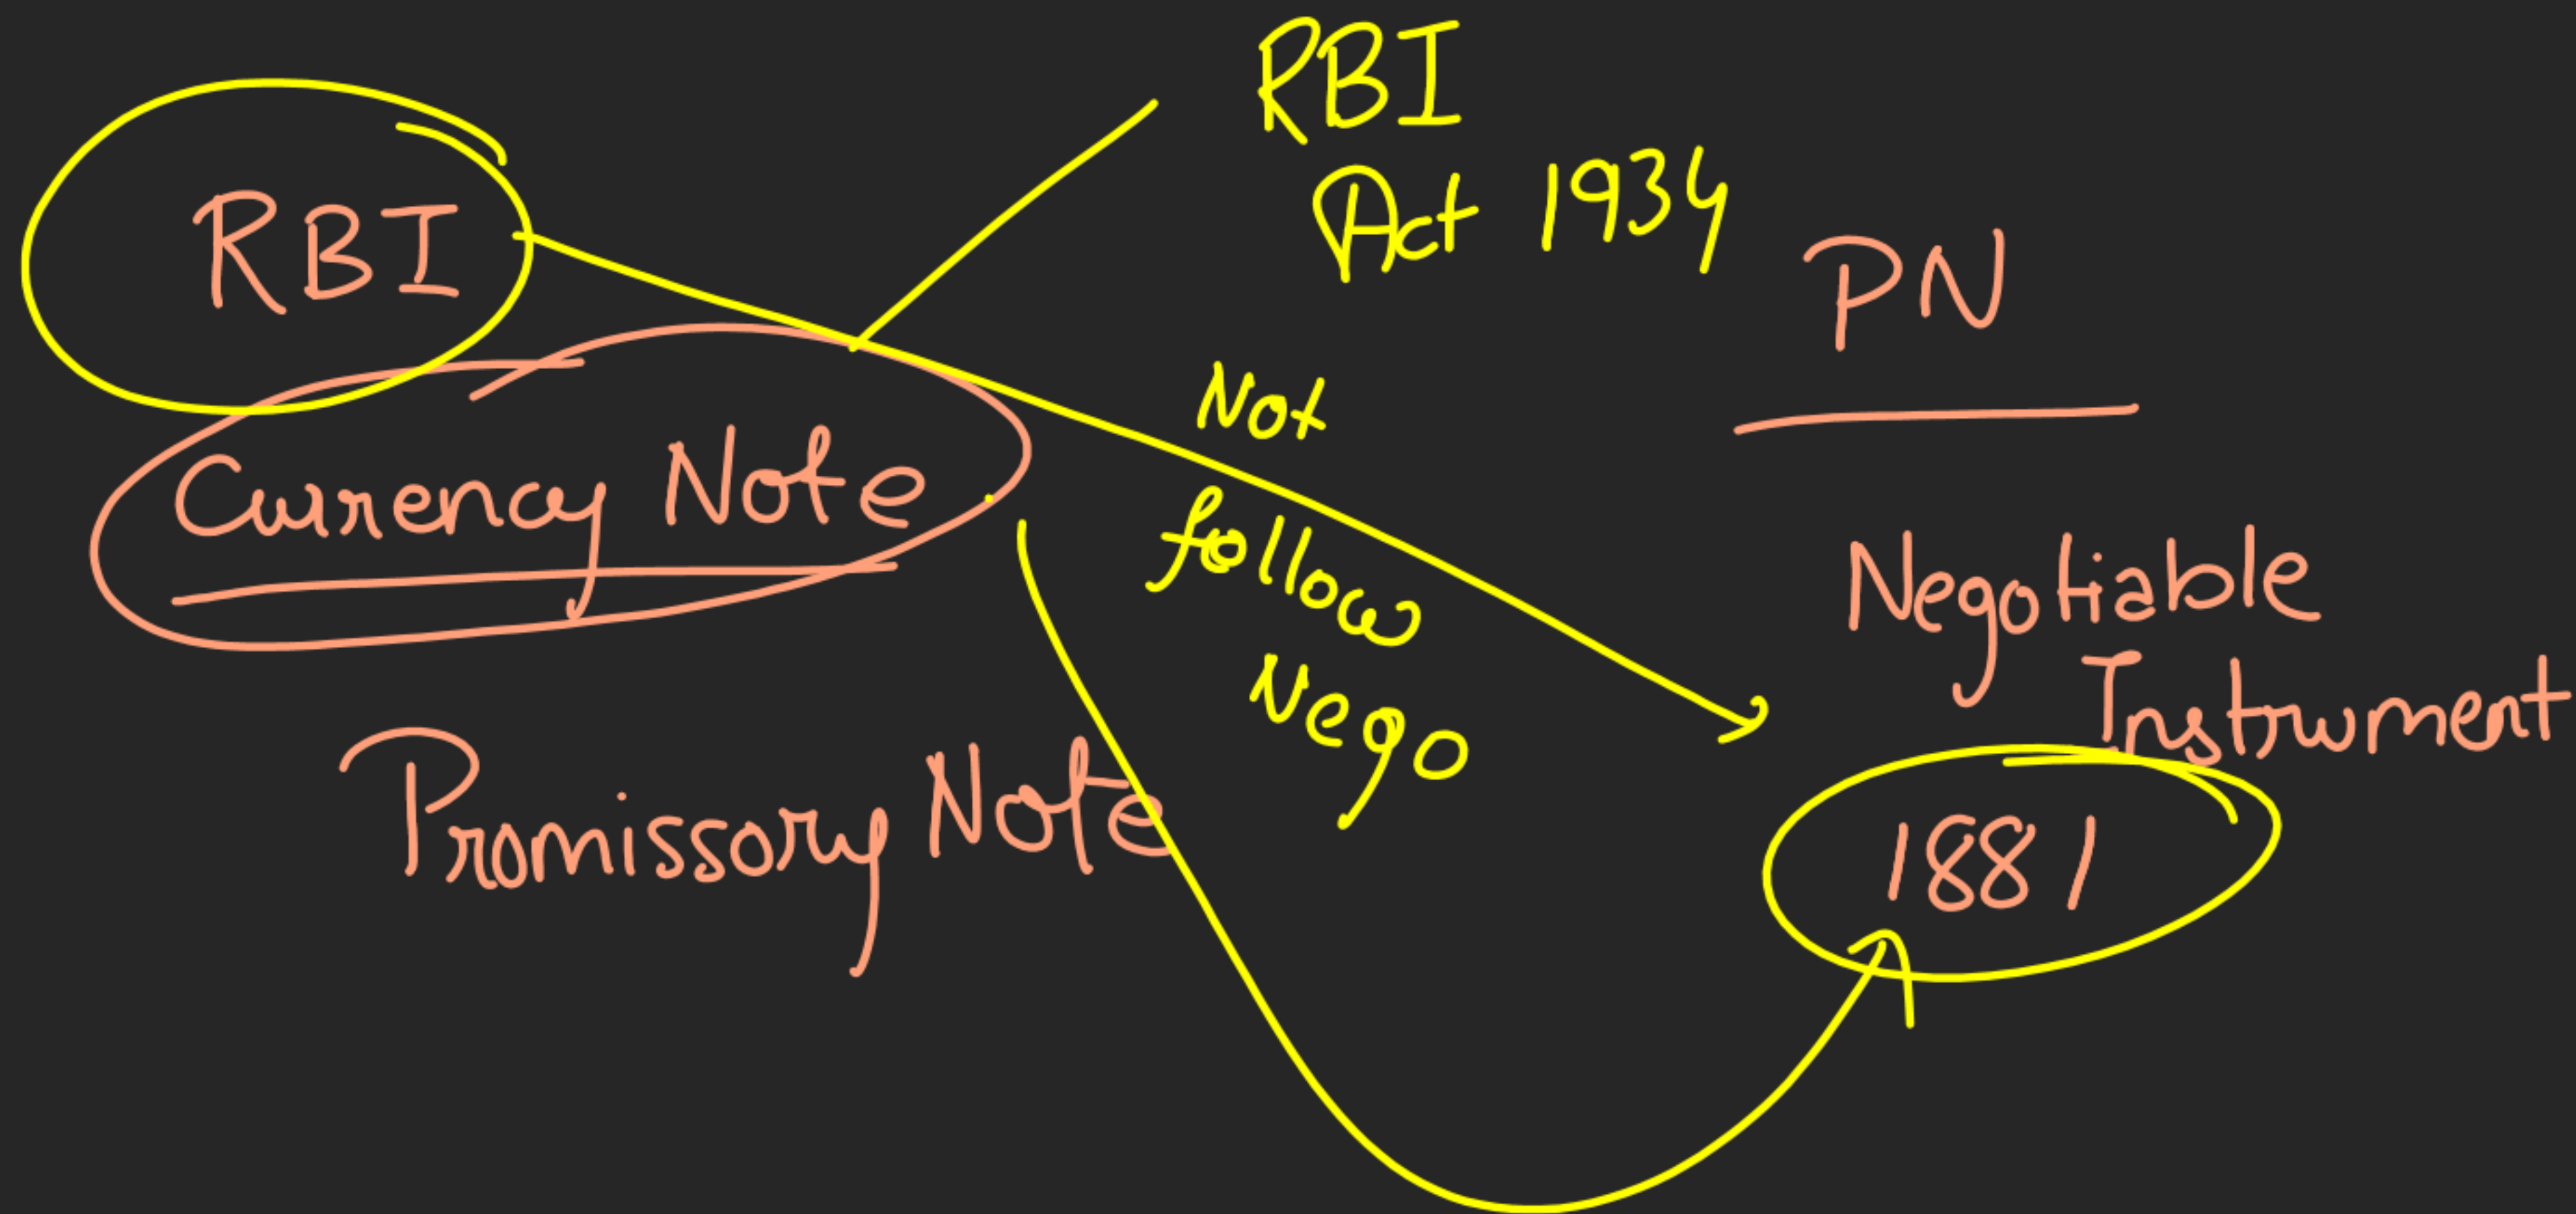 RBI
Act 1934
RBI
Currency Note
Promissory Note
Not
follow
Nego
PN
Negotiable
Instrument
1881